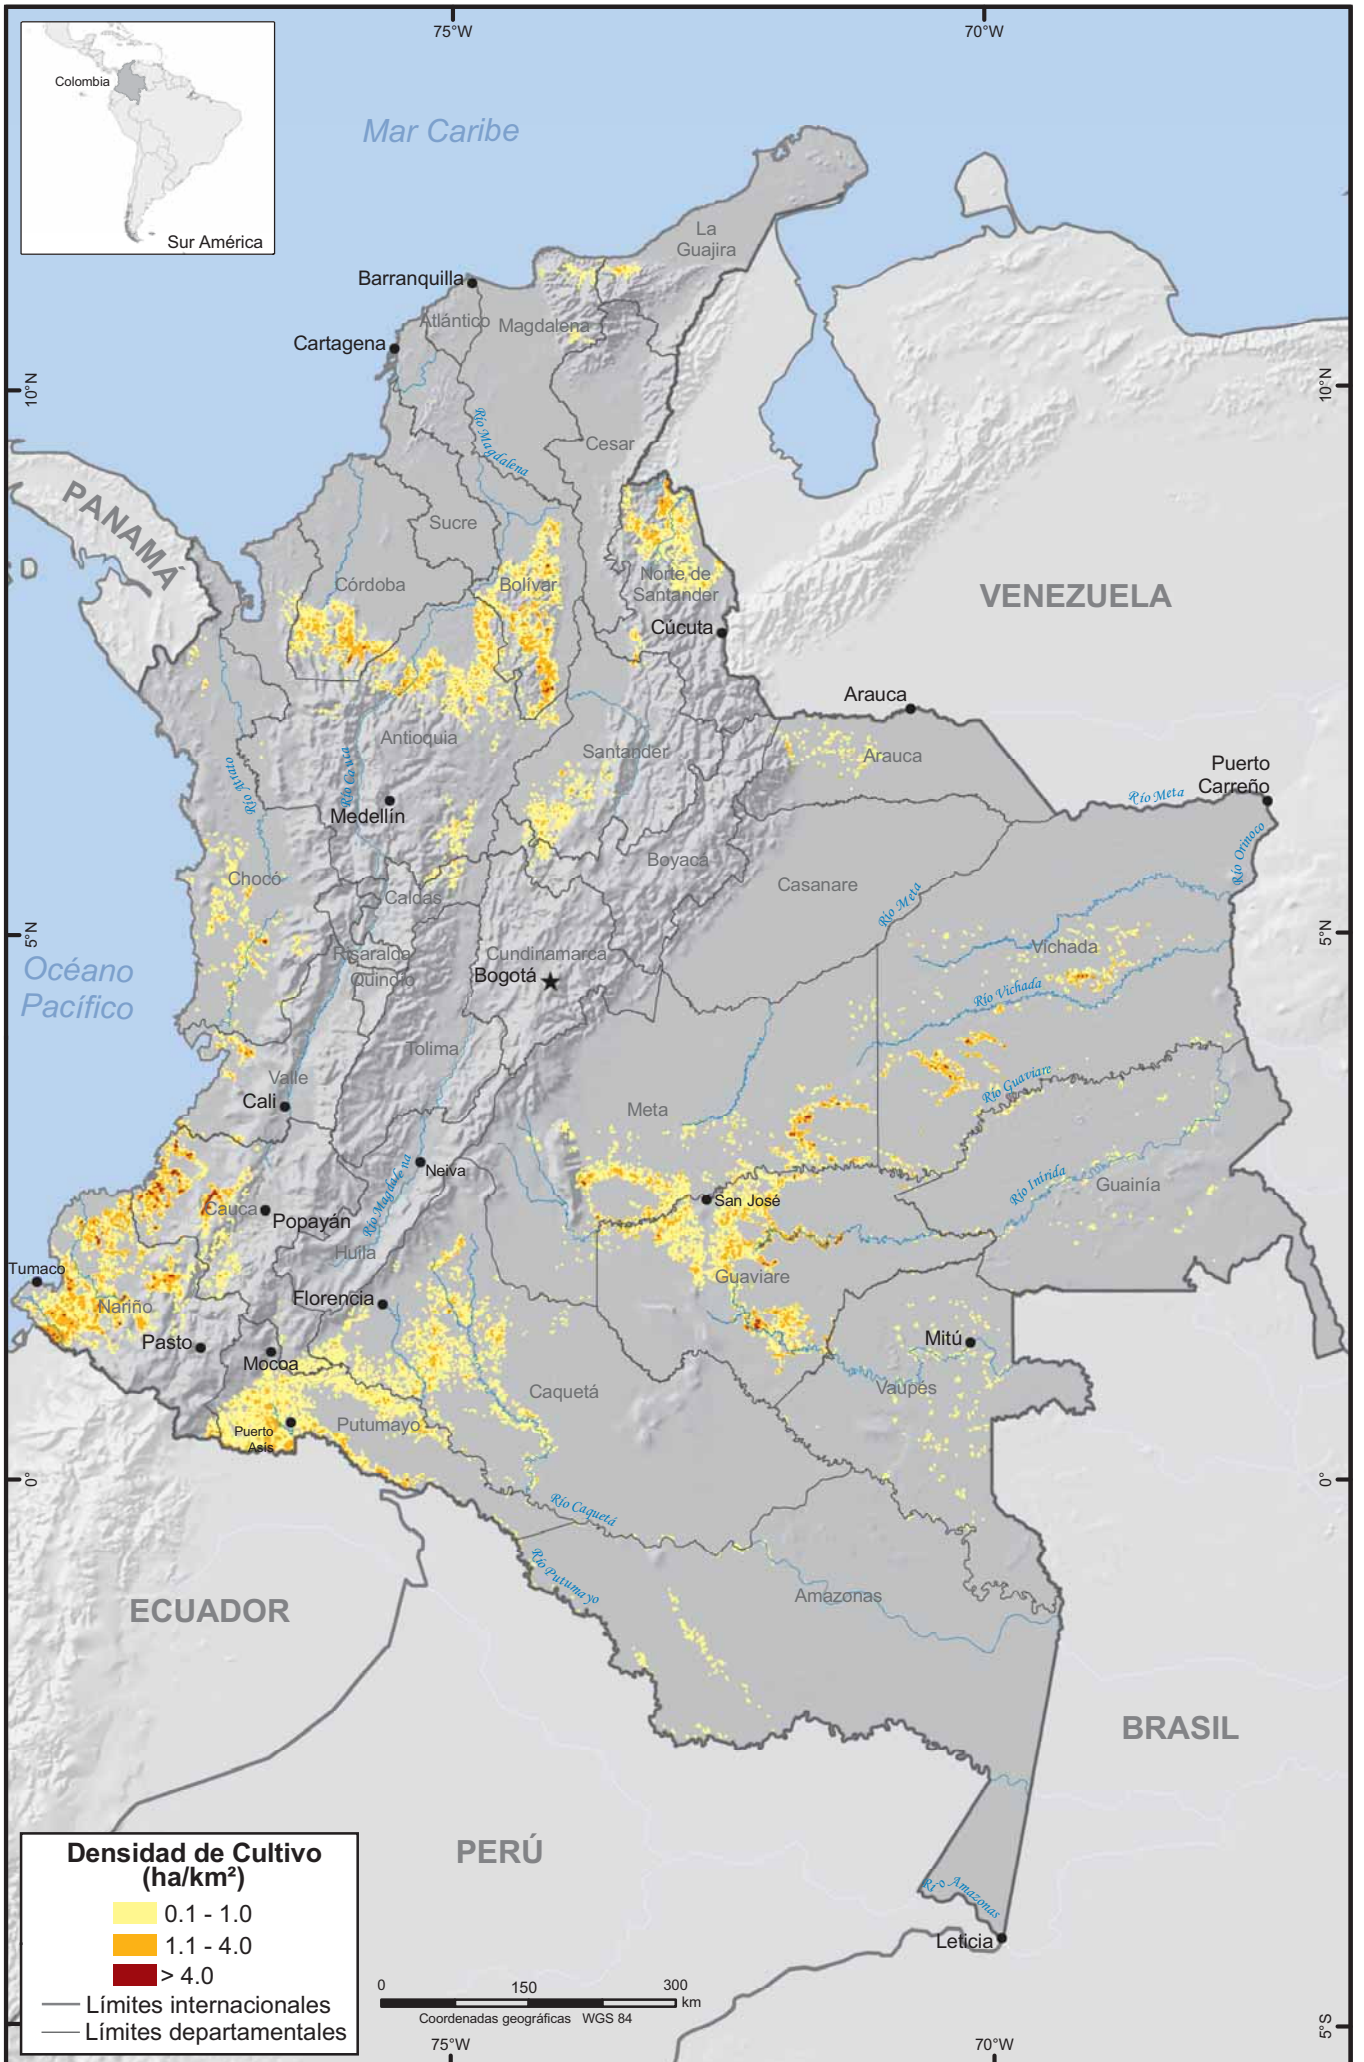 75°W
70°W
Colombia
Sur América
Mar Caribe
La
Guajira
Barranquilla
Atlántico
Magdalena
Cartagena
10°N
10°N
Río Magdalena
Cesar
PANAMÁ
Sucre
Córdoba
Bolívar
Norte de
Santander
VENEZUELA
Cúcuta
Arauca
Antioquia
Santander
Arauca
Puerto
Carreño
Río Atrato
Río Cauca
Río Meta
Medellín
Río Orinoco
Boyaca
Chocó
Casanare
Caldas
Río Meta
5°N
5°N
Risaralda
Cundinamarca
Vichada
Océano
Pacífico
Quindío
Bogotá
Río Vichada
Tolima
Valle
Río Guaviare
Cali
Meta
Neiva
Río Magdalena
San José
Río Inírida
Guainía
Cauca
Popayán
Huila
Tumaco
Guaviare
Nariño
Florencia
Pasto
Mitú
Mocoa
Caquetá
Vaupés
Puerto
Asís
Putumayo
0°
0°
Río Caquetá
Río Putumayo
Amazonas
ECUADOR
BRASIL
PERÚ
Densidad de Cultivo
(ha/km²)
0.1 - 1.0
1.1 - 4.0
> 4.0
Límites internacionales
Límites departamentales
Río Amazonas
Leticia
0 150 300
km
Coordenadas geográficas WGS 84
5°S
75°W
70°W